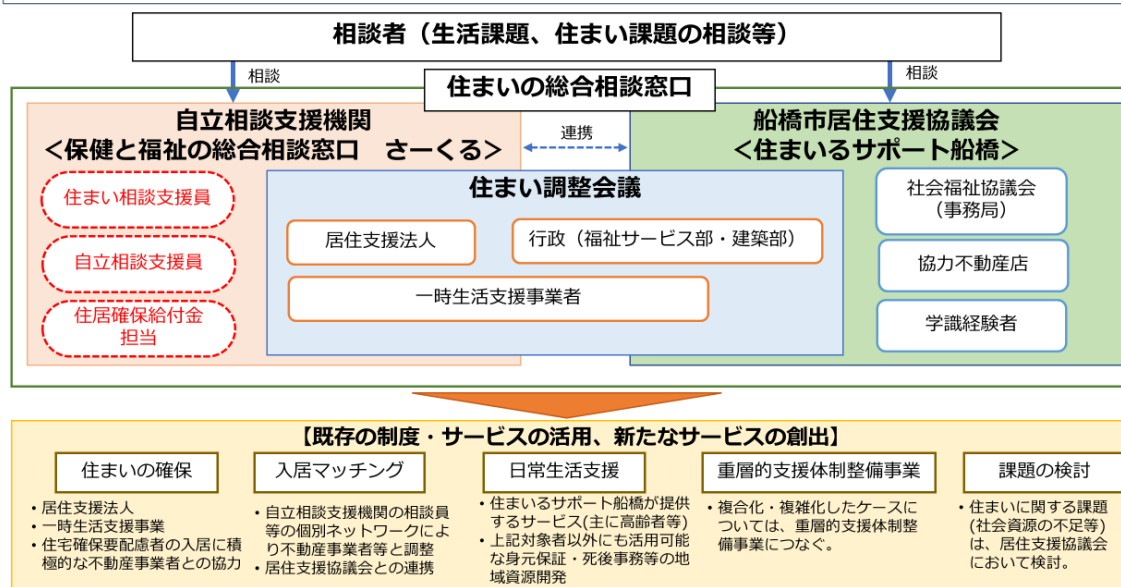 相談者（生活課題、住まい課題の相談等）
相談
相談
住まいの総合相談窓口
自立相談支援機関
＜保健と福祉の総合相談窓口　さーくる＞
連携
船橋市居住支援協議会
＜住まいるサポート船橋＞
住まい相談支援員
自立相談支援員
住居確保給付金
担当
住まい調整会議
居住支援法人
行政（福祉サービス部・建築部）
一時生活支援事業者
社会福祉協議会
（事務局）
協力不動産店
学識経験者
【既存の制度・サービスの活用、新たなサービスの創出】
住まいの確保
・居住支援法人
・一時生活支援事業
・住宅確保要配慮者の入居に積
極的な不動産事業者との協力
入居マッチング
・自立相談支援機関の相談員
等の個別ネットワークによ
り不動産事業者等と調整
・居住支援協議会との連携
日常生活支援
・住まいるサポート船橋が提供
するサービス(主に高齢者等)
・上記対象者以外にも活用可能
な身元保証・死後事務等の地
域資源開発
重層的支援体制整備事業
・複合化・複雑化したケースに
ついては、重層的支援体制整
備事業につなぐ。
課題の検討
・住まいに関する課題
(社会資源の不足等)
は、居住支援協議会
において検討。